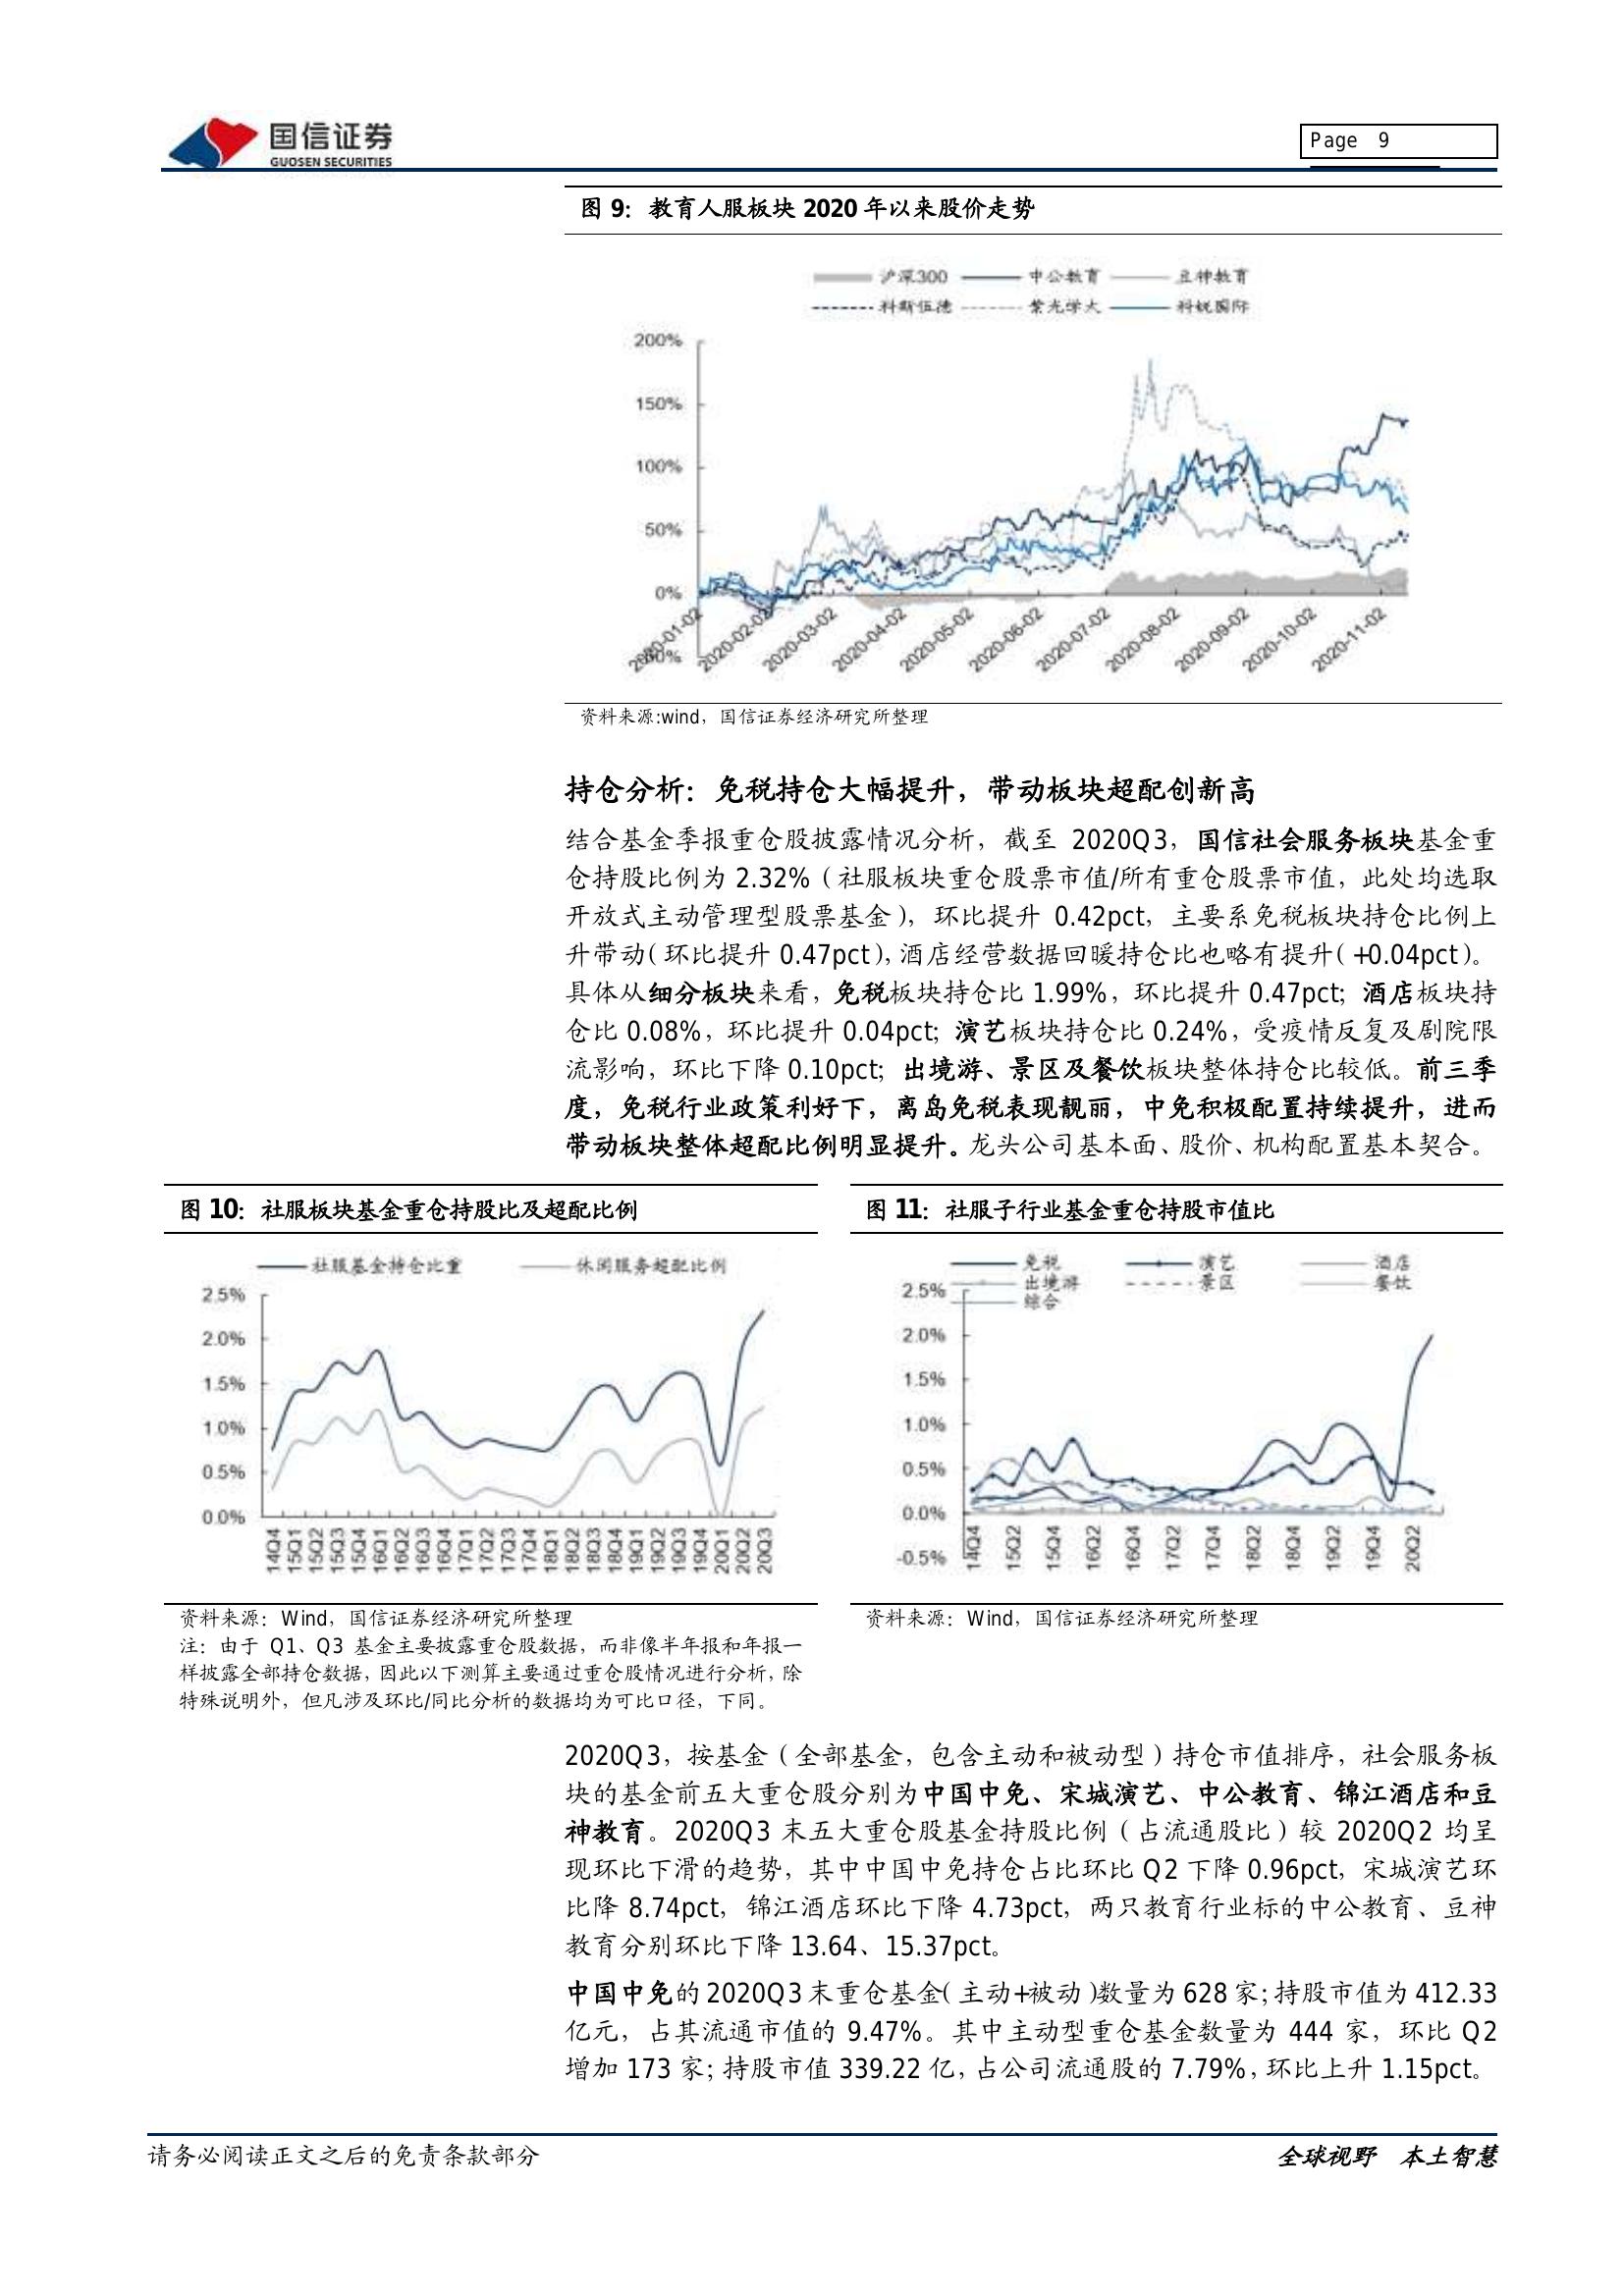 国信证券
GUOSEN SECURITIES
Page 9
图 9：教育人服板块 2020 年以来股价走势
沪深300 中公教育 豆神教育
科斯伍德 紫光学大 科锐国际
200%
150%
100%
50%
0%
2020-01-02 2020-02-02 2020-03-02 2020-04-02 2020-05-02 2020-06-02 2020-07-02 2020-08-02 2020-09-02 2020-10-02 2020-11-02
资料来源:wind，国信证券经济研究所整理
持仓分析：免税持仓大幅提升，带动板块超配创新高
结合基金季报重仓股披露情况分析，截至 2020Q3，国信社会服务板块基金重
仓持股比例为 2.32%（社服板块重仓股票市值/所有重仓股票市值，此处均选取
开放式主动管理型股票基金），环比提升 0.42pct，主要系免税板块持仓比例上
升带动（环比提升 0.47pct），酒店经营数据回暖持仓比也略有提升（+0.04pct）。
具体从细分板块来看，免税板块持仓比 1.99%，环比提升 0.47pct；酒店板块持
仓比 0.08%，环比提升 0.04pct；演艺板块持仓比 0.24%，受疫情反复及剧院限
流影响，环比下降 0.10pct；出境游、景区及餐饮板块整体持仓比较低。前三季
度，免税行业政策利好下，离岛免税表现靓丽，中免积极配置持续提升，进而
带动板块整体超配比例明显提升。龙头公司基本面、股价、机构配置基本契合。
图 10：社服板块基金重仓持股比及超配比例
社服基金持仓比重 休闲服务超配比例
2.5%
2.0%
1.5%
1.0%
0.5%
0.0%
14Q4 15Q1 15Q2 15Q3 15Q4 16Q1 16Q2 16Q3 16Q4 17Q1 17Q2 17Q3 17Q4 18Q1 18Q2 18Q3 18Q4 19Q1 19Q2 19Q3 19Q4 20Q1 20Q2 20Q3
资料来源：Wind，国信证券经济研究所整理
注：由于 Q1、Q3 基金主要披露重仓股数据，而非像半年报和年报一
样披露全部持仓数据，因此以下测算主要通过重仓股情况进行分析，除
特殊说明外，但凡涉及环比/同比分析的数据均为可比口径，下同。
图 11：社服子行业基金重仓持股市值比
免税 演艺 酒店
出境游 景区 餐饮
综合
2.5%
2.0%
1.5%
1.0%
0.5%
0.0%
-0.5%
14Q4 15Q2 15Q4 16Q2 16Q4 17Q2 17Q4 18Q2 18Q4 19Q2 19Q4 20Q2
资料来源：Wind，国信证券经济研究所整理
2020Q3，按基金（全部基金，包含主动和被动型）持仓市值排序，社会服务板
块的基金前五大重仓股分别为中国中免、宋城演艺、中公教育、锦江酒店和豆
神教育。2020Q3 末五大重仓股基金持股比例（占流通股比）较 2020Q2 均呈
现环比下滑的趋势，其中中国中免持仓占比环比 Q2 下降 0.96pct，宋城演艺环
比降 8.74pct，锦江酒店环比下降 4.73pct，两只教育行业标的中公教育、豆神
教育分别环比下降 13.64、15.37pct。
中国中免的 2020Q3 末重仓基金（主动+被动）数量为 628 家；持股市值为 412.33
亿元，占其流通市值的 9.47%。其中主动型重仓基金数量为 444 家，环比 Q2
增加 173 家；持股市值 339.22 亿，占公司流通股的 7.79%，环比上升 1.15pct。
请务必阅读正文之后的免责条款部分
全球视野 本土智慧